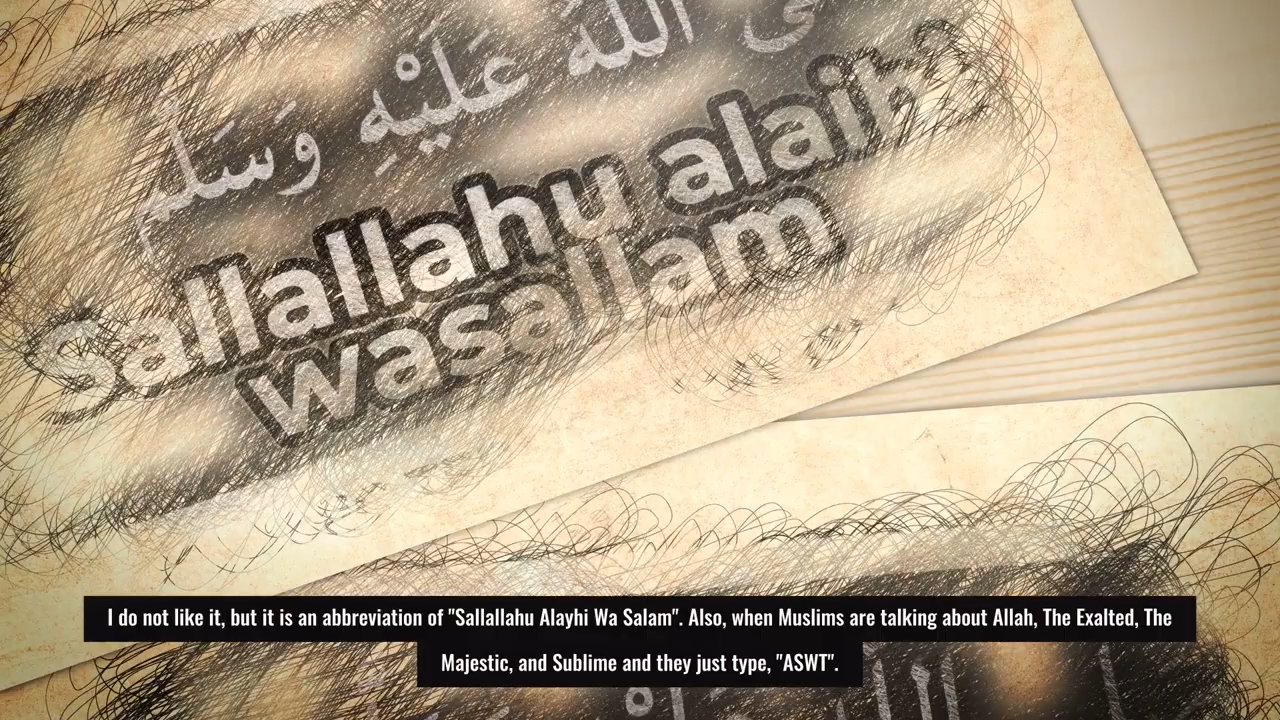 اللَّهُ عَلَيْهِ وَسَلَّم
Sallallahu alaihi
wasallam
I do not like it, but it is an abbreviation of "Sallallahu Alayhi Wa Salam". Also, when Muslims are talking about Allah, The Exalted, The
Majestic, and Sublime and they just type, "ASWT".